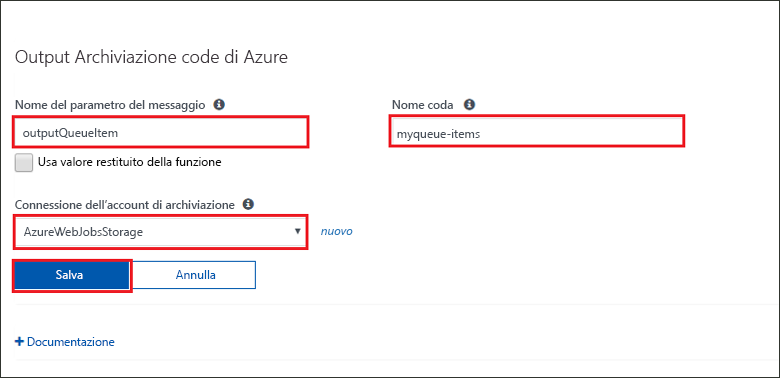 Output Archiviazione code di Azure
Nome del parametro del messaggio
Nome coda
outputQueueItem
myqueue-items
Usa valore restituito della funzione
Connessione dell'account di archiviazione
AzureWebJobsStorage
nuovo
Salva
Annulla
+ Documentazione